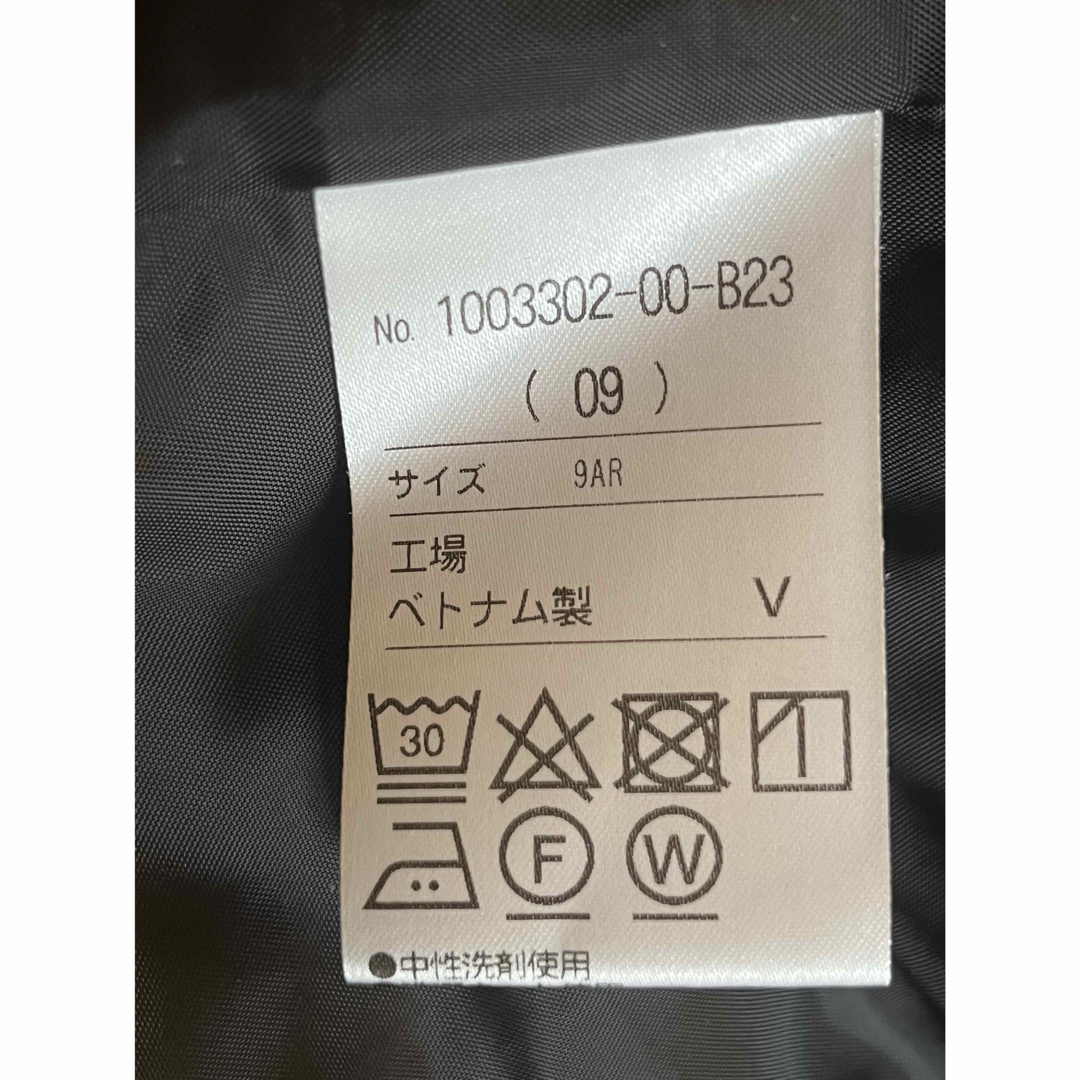 No. 1003302-00-B23
( 09 )
サイズ 9AR
工場
ベトナム製 V
30
F W
●中性洗剤使用